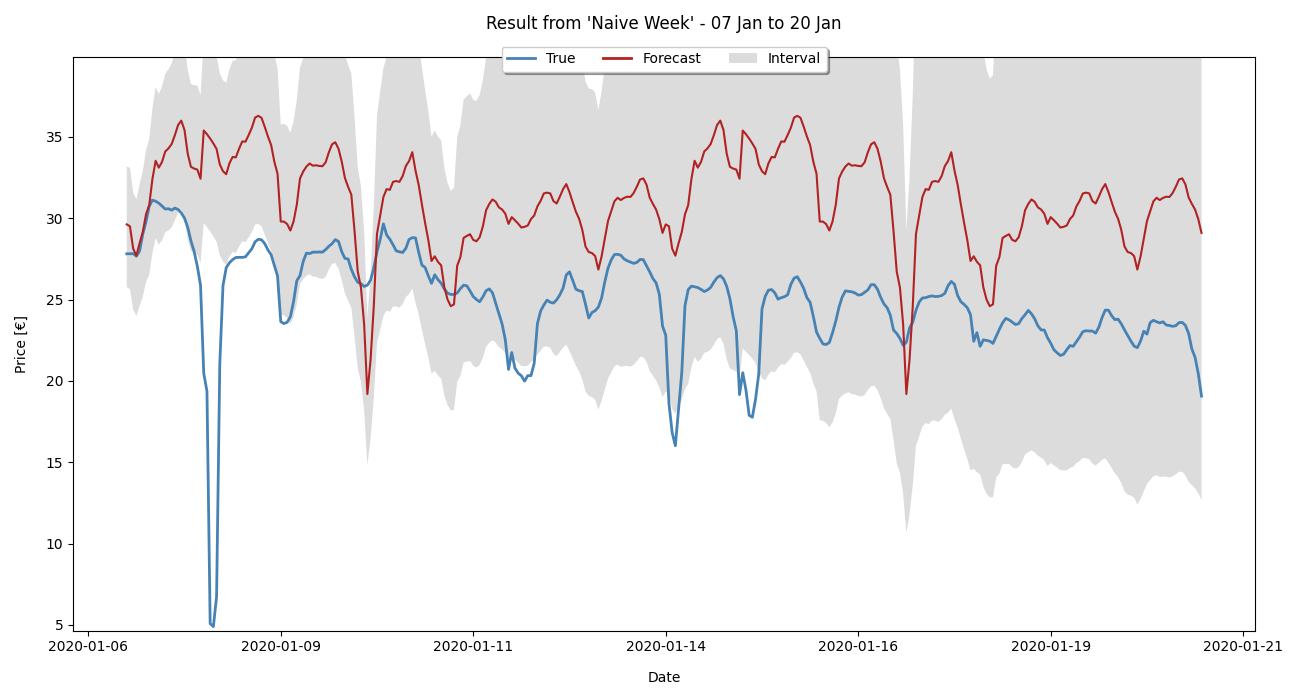 Result from 'Naive Week' - 07 Jan to 20 Jan
True Forecast Interval
35
30
25
20
15
10
5
Price [€]
2020-01-06 2020-01-09 2020-01-11 2020-01-14 2020-01-16 2020-01-19 2020-01-21
Date